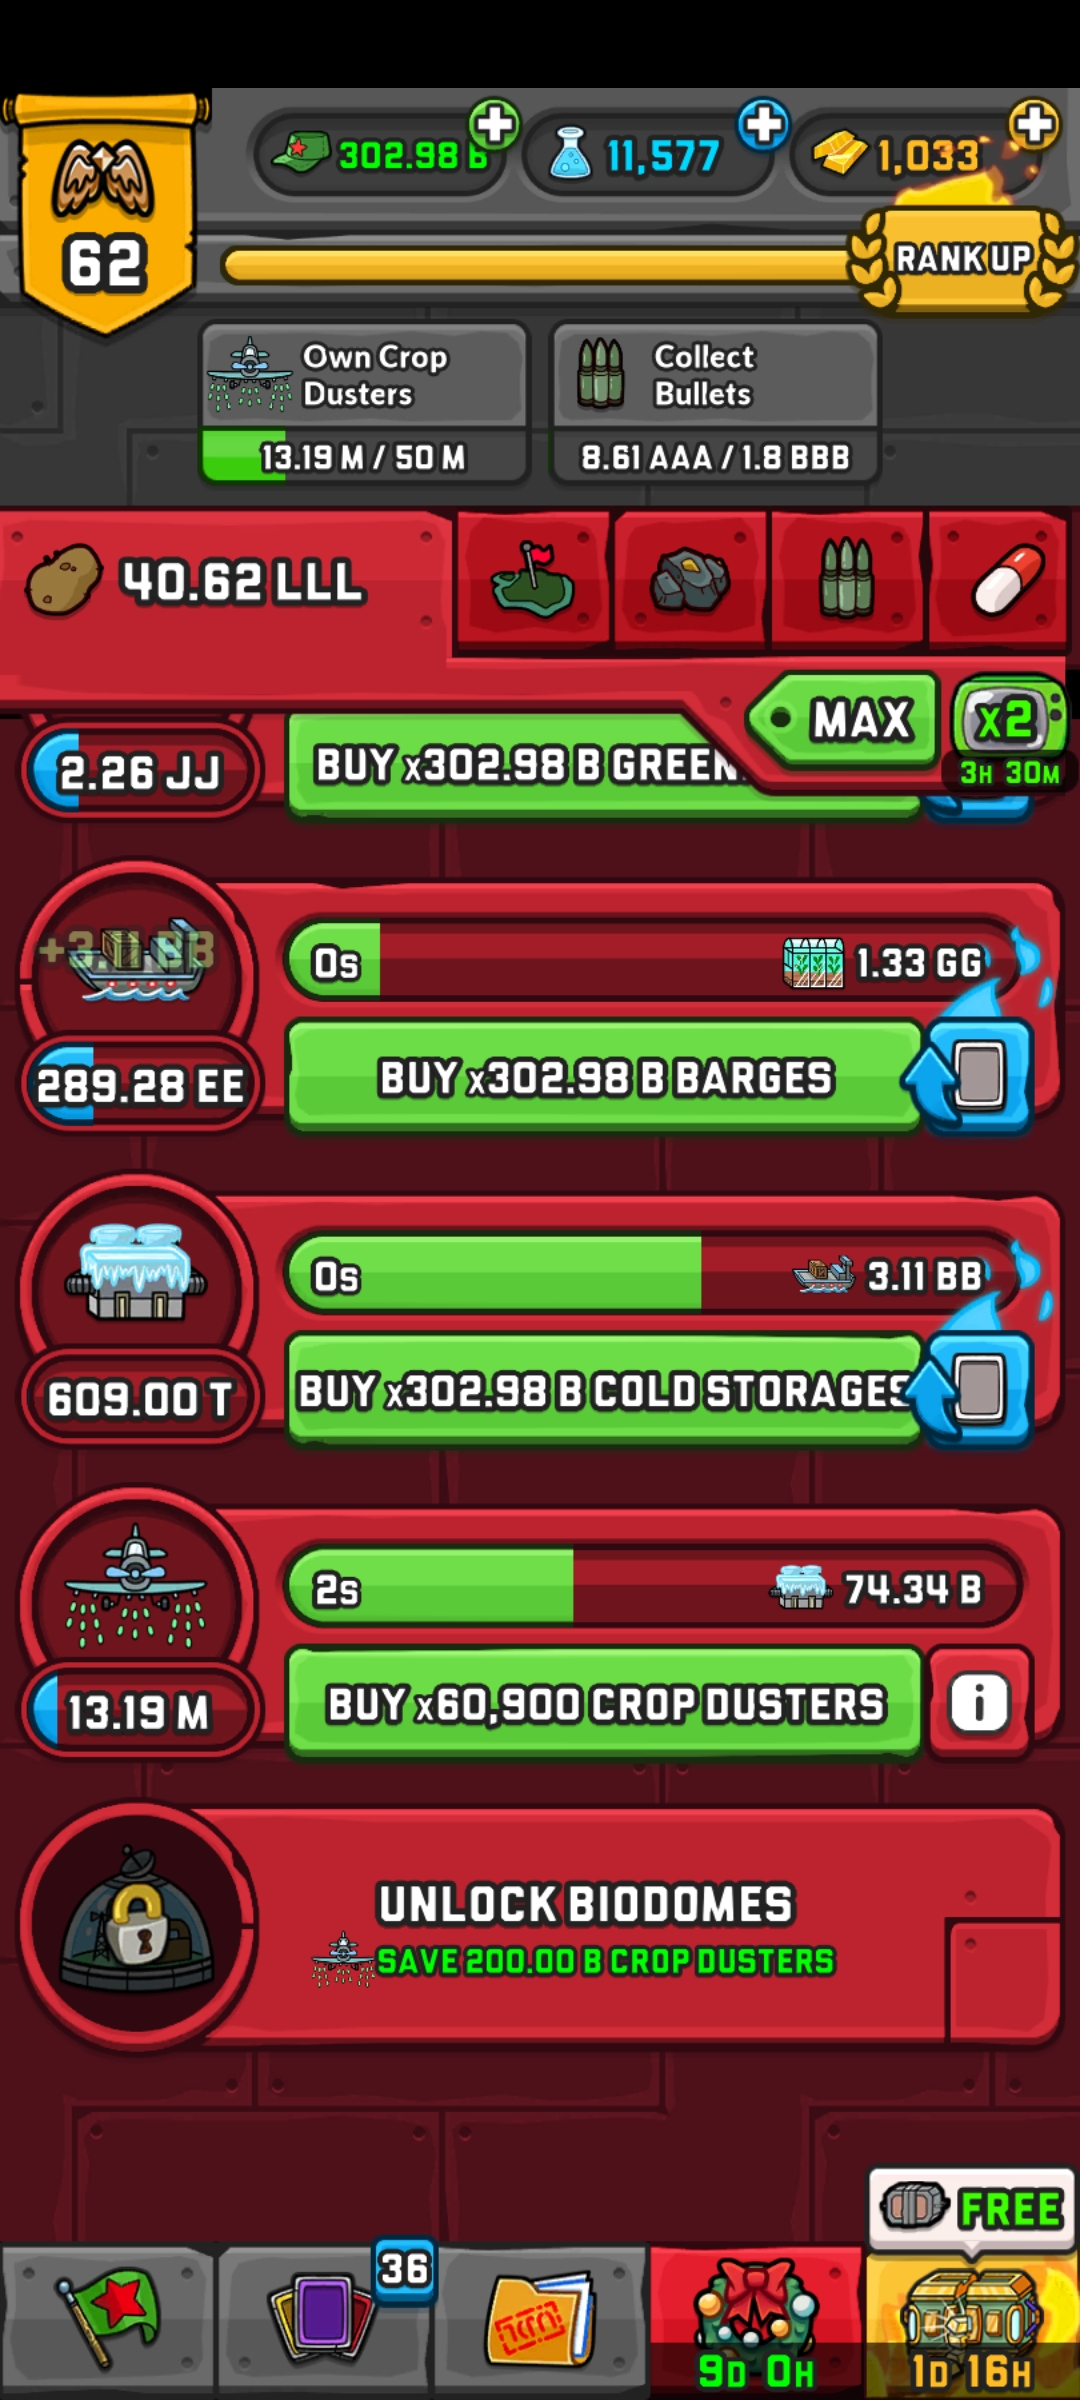 302.98 B
11,577
1,033
62
RANK UP
Own Crop
Dusters
13.19 M / 50 M
Collect
Bullets
8.61 AAA / 1.8 BBB
40.62 LLL
MAX
x2
3H 30M
2.26 JJ
BUY x302.98 B GREEN
+3.11 BB
0s
1.33 GG
289.28 EE
BUY x302.98 B BARGES
0s
3.11 BB
609.00 T
BUY x302.98 B COLD STORAGES
2s
74.34 B
13.19 M
BUY x60,900 CROP DUSTERS
i
UNLOCK BIODOMES
SAVE 200.00 B CROP DUSTERS
FREE
36
9D 0H
1D 16H